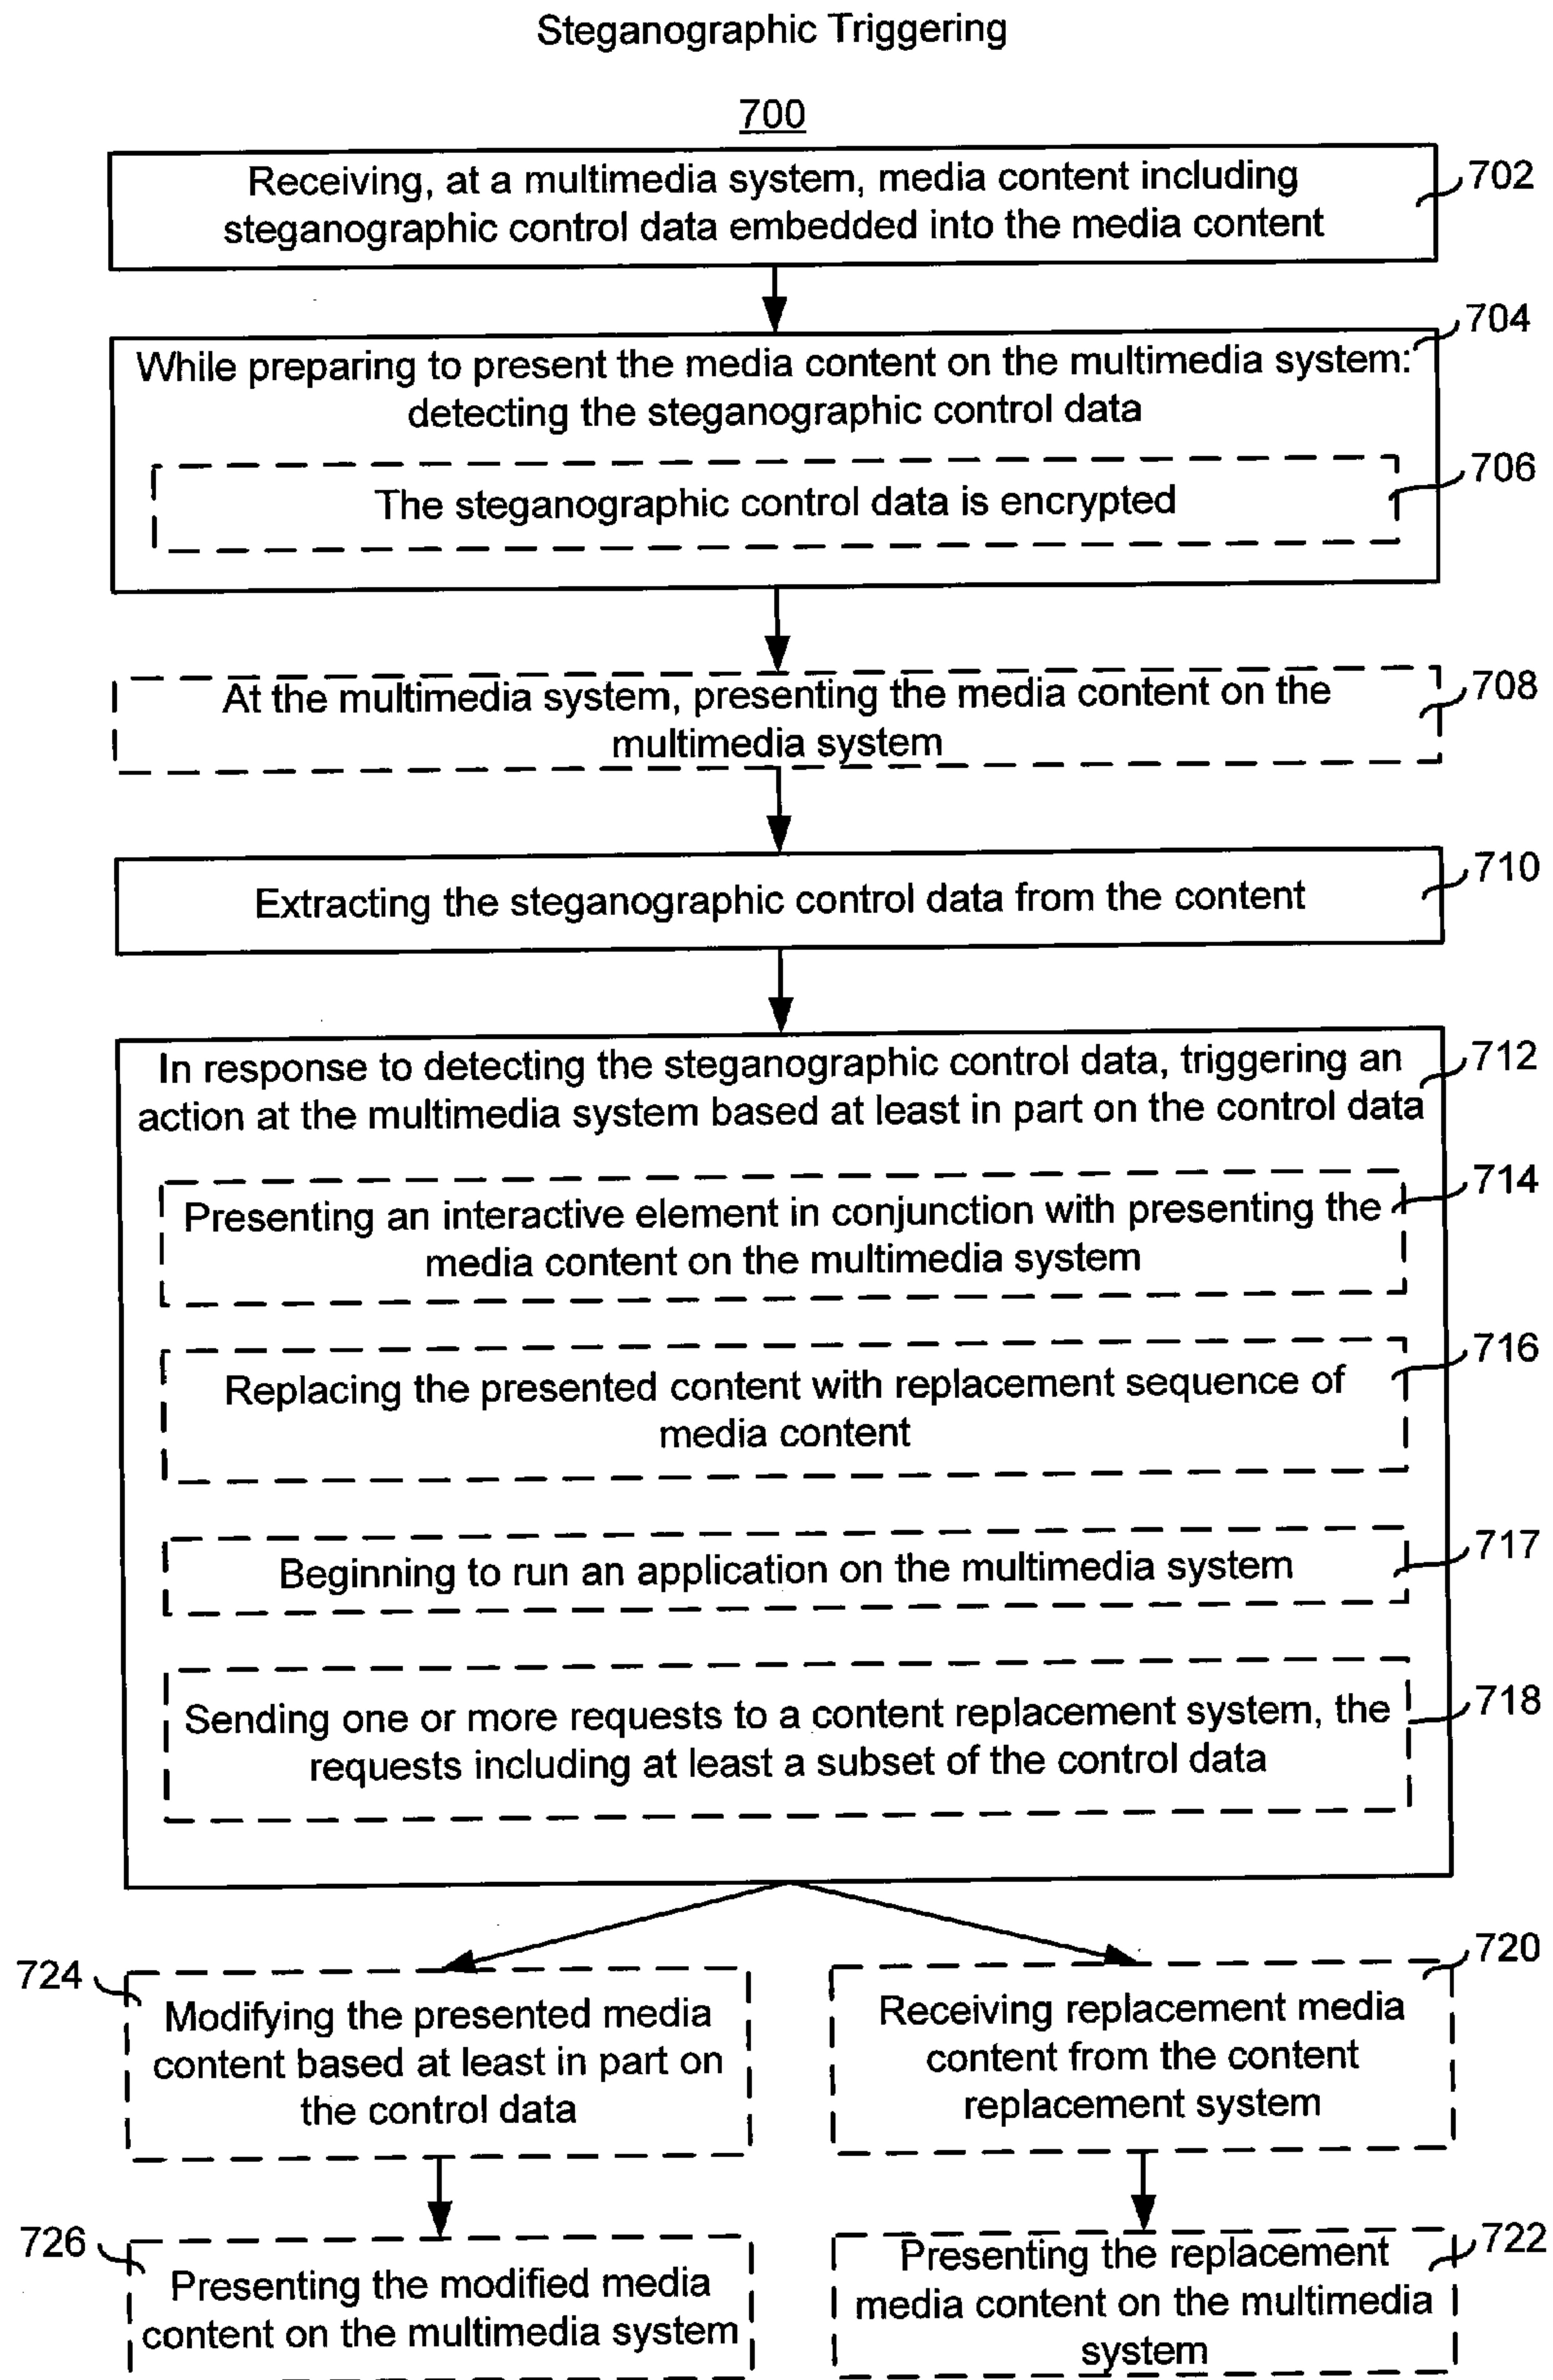 Steganographic Triggering
700
Receiving, at a multimedia system, media content including
steganographic control data embedded into the media content
702
704
While preparing to present the media content on the multimedia system:
detecting the steganographic control data
706
The steganographic control data is encrypted
At the multimedia system, presenting the media content on the
multimedia system
708
710
Extracting the steganographic control data from the content
In response to detecting the steganographic control data, triggering an
action at the multimedia system based at least in part on the control data
712
714
Presenting an interactive element in conjunction with presenting the
media content on the multimedia system
716
Replacing the presented content with replacement sequence of
media content
717
Beginning to run an application on the multimedia system
718
Sending one or more requests to a content replacement system, the
requests including at least a subset of the control data
724
Modifying the presented media
content based at least in part on
the control data
720
Receiving replacement media
content from the content
replacement system
726
Presenting the modified media
content on the multimedia system
722
Presenting the replacement
media content on the multimedia
system